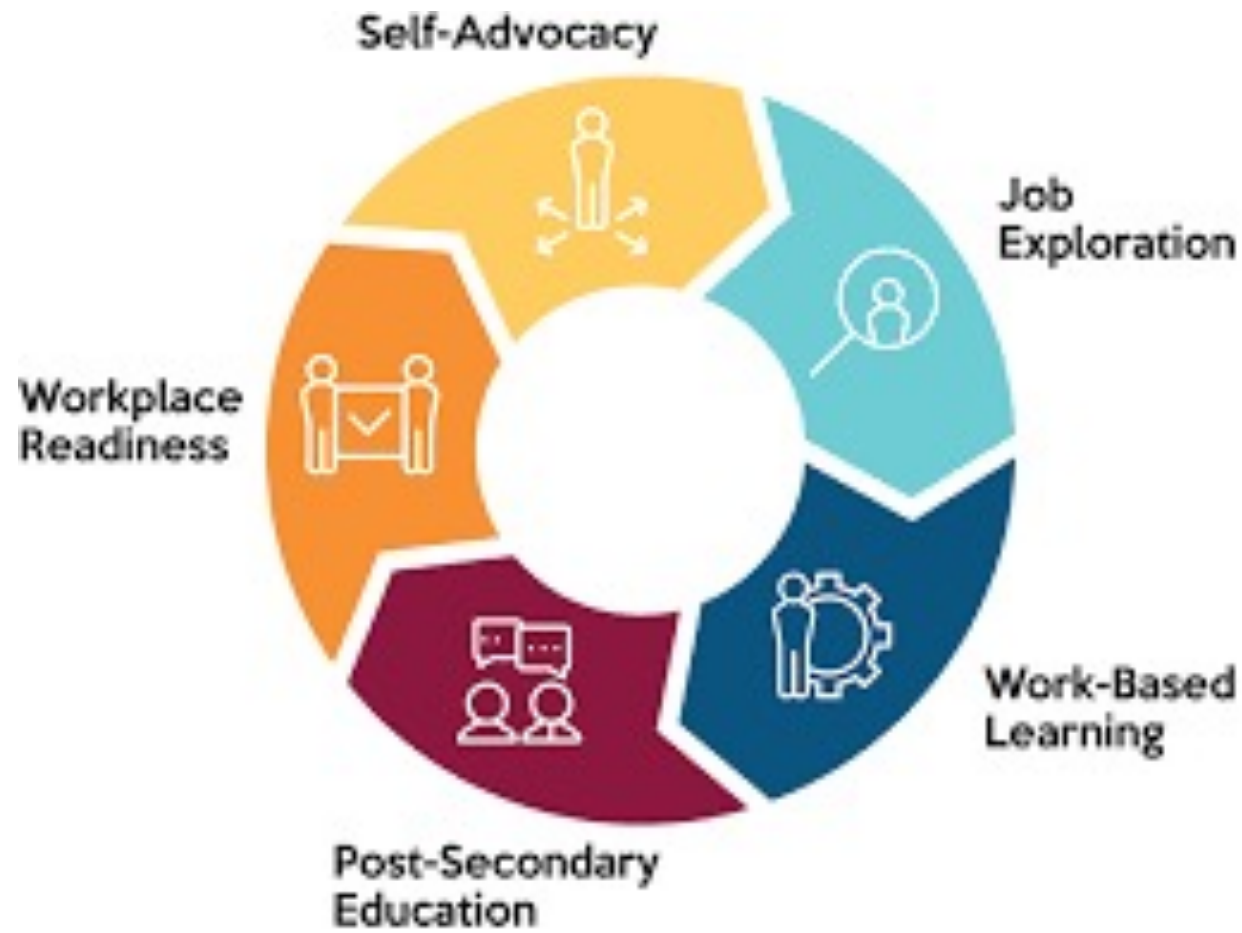 Self-Advocacy
Job
Exploration
Workplace
Readiness
Work-Based
Learning
Post-Secondary
Education